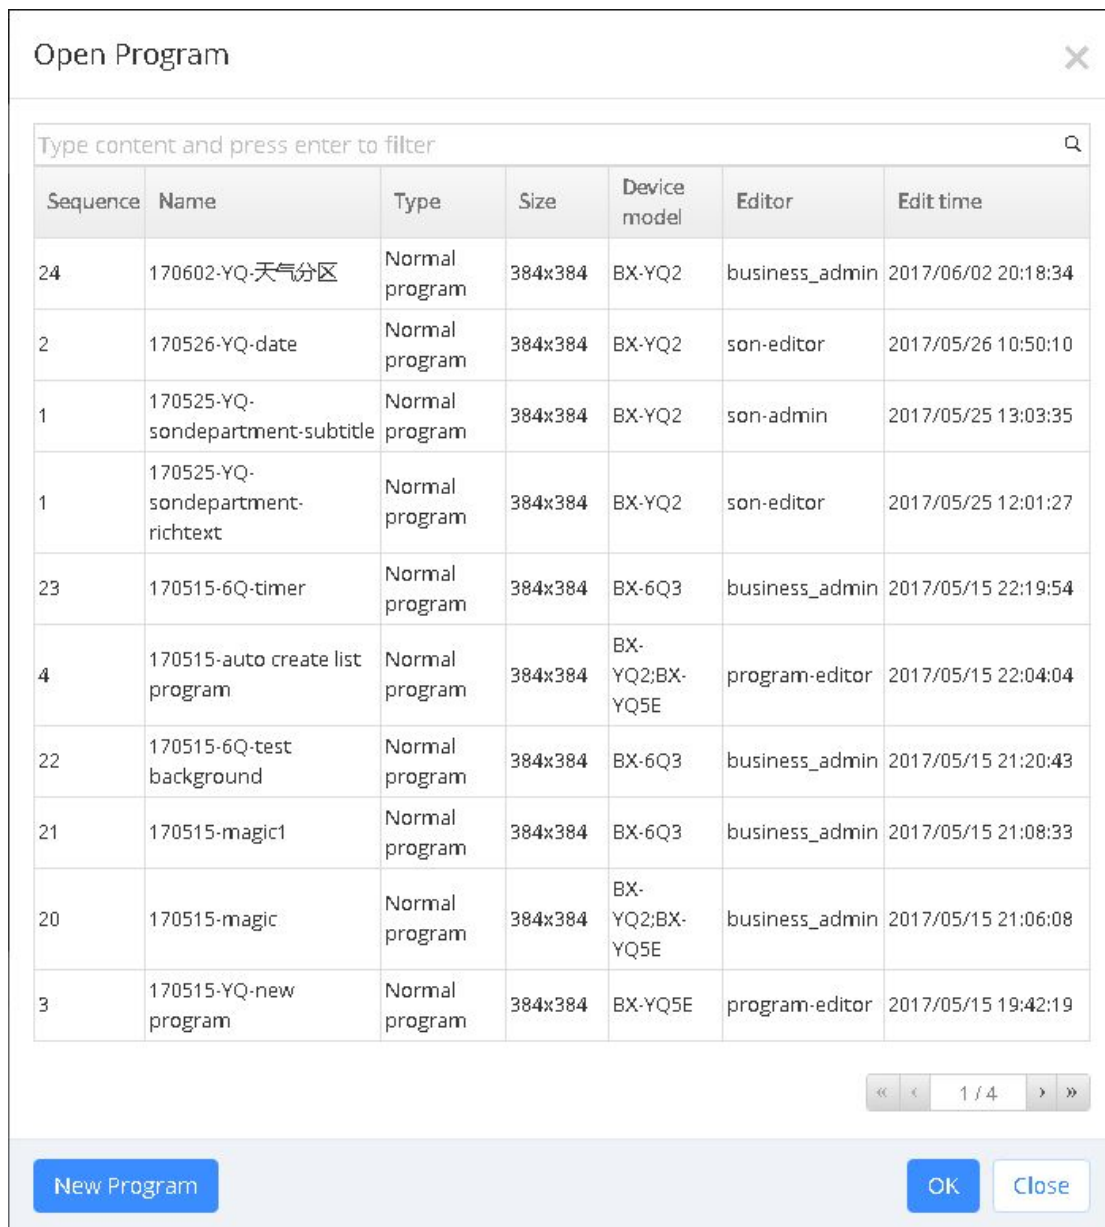 Open Program
Type content and press enter to filter
Sequence Name Type Size Device model Editor Edit time
24 170602-YQ-天气分区 Normal program 384x384 BX-YQ2 business_admin 2017/06/02 20:18:34
2 170526-YQ-date Normal program 384x384 BX-YQ2 son-editor 2017/05/26 10:50:10
1 170525-YQ-sondepartment-subtitle Normal program 384x384 BX-YQ2 son-admin 2017/05/25 13:03:35
1 170525-YQ-sondepartment-richtext Normal program 384x384 BX-YQ2 son-editor 2017/05/25 12:01:27
23 170515-6Q-timer Normal program 384x384 BX-6Q3 business_admin 2017/05/15 22:19:54
4 170515-auto create list program Normal program 384x384 BX-YQ2;BX-YQ5E program-editor 2017/05/15 22:04:04
22 170515-6Q-test background Normal program 384x384 BX-6Q3 business_admin 2017/05/15 21:20:43
21 170515-magic1 Normal program 384x384 BX-6Q3 business_admin 2017/05/15 21:08:33
20 170515-magic Normal program 384x384 BX-YQ2;BX-YQ5E business_admin 2017/05/15 21:06:08
3 170515-YQ-new program Normal program 384x384 BX-YQ5E program-editor 2017/05/15 19:42:19
« ‹ 1 / 4 › »
New Program OK Close